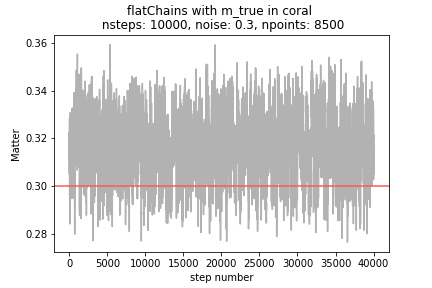 flatChains with m_true in coral
nsteps: 10000, noise: 0.3, npoints: 8500
0.36
0.34
0.32
0.30
0.28
Matter
0 5000 10000 15000 20000 25000 30000 35000 40000
step number